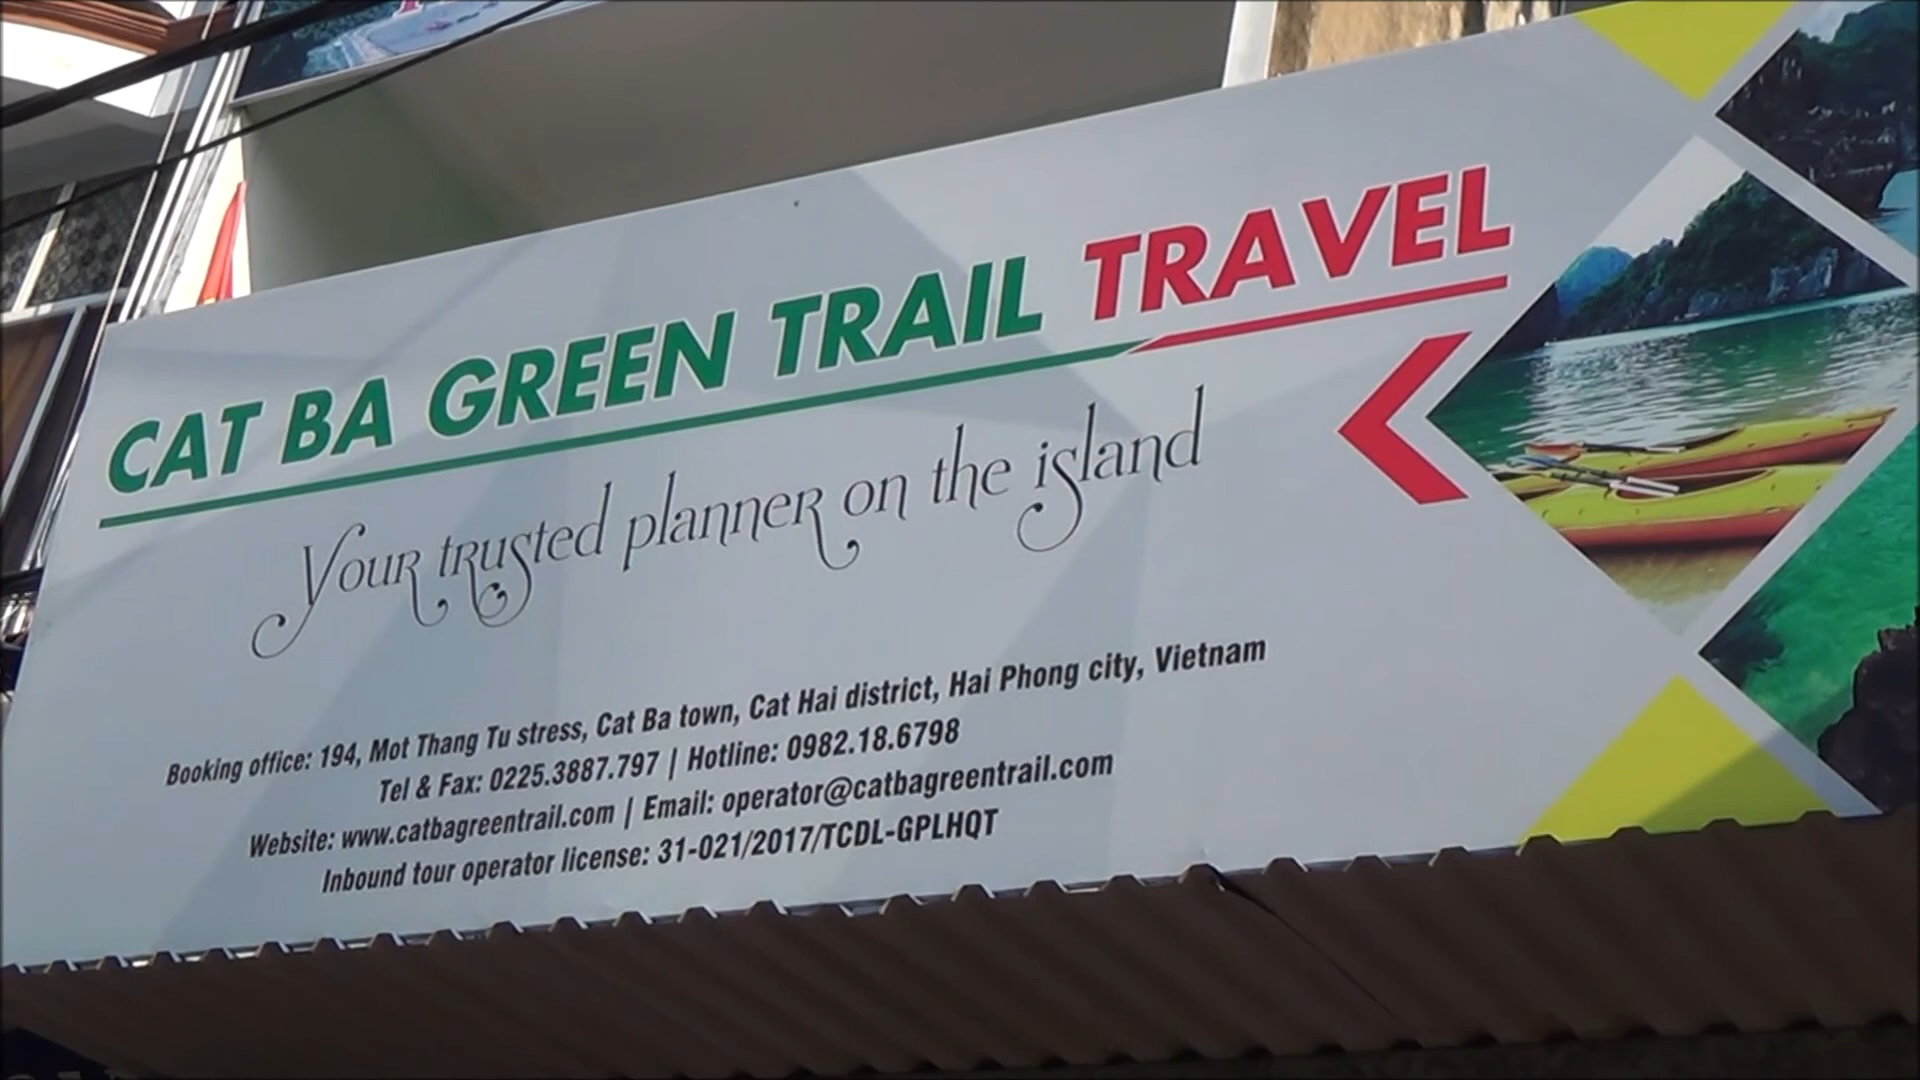 CAT BA GREEN TRAIL TRAVEL
Your trusted planner on the island
Booking office: 194, Mot Thang Tu stress, Cat Ba town, Cat Hai district, Hai Phong city, Vietnam
Tel & Fax: 0225.3887.797 | Hotline: 0982.18.6798
Website: www.catbagreentrail.com | Email: operator@catbagreentrail.com
Inbound tour operator license: 31-021/2017/TCDL-GPLHQT